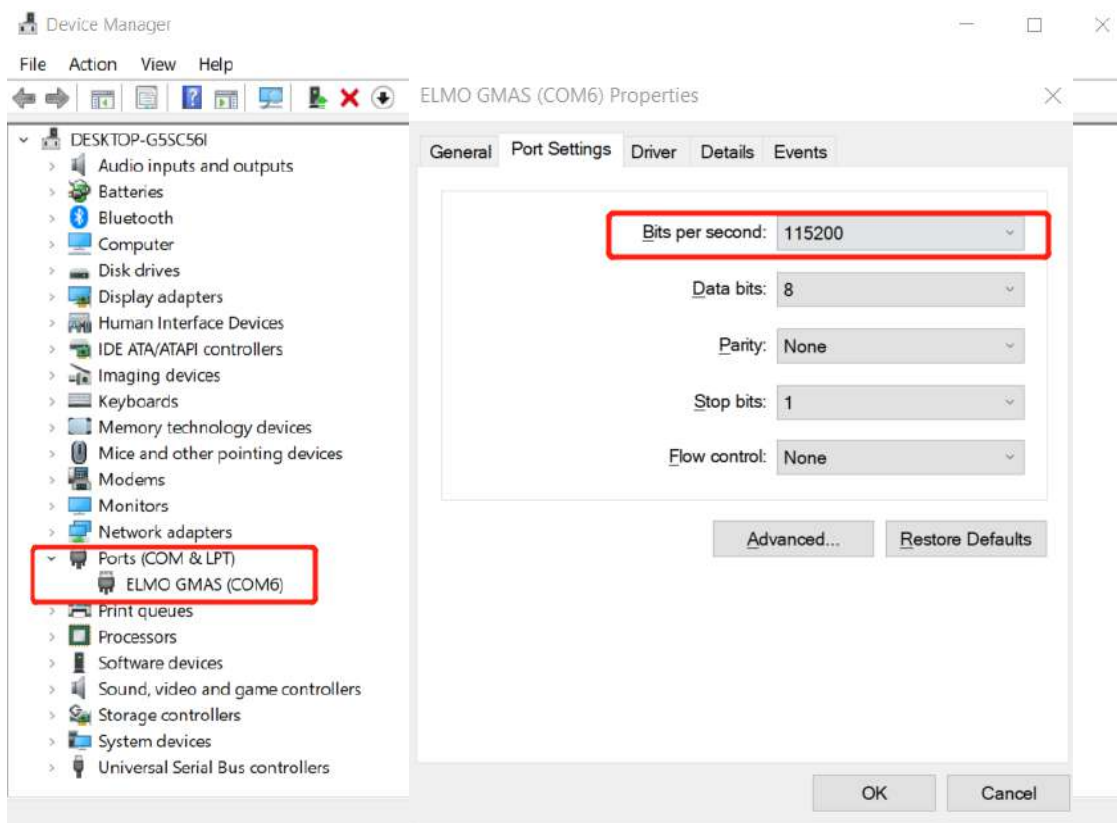 Device Manager
File Action View Help
DESKTOP-G5SC56I
Audio inputs and outputs
Batteries
Bluetooth
Computer
Disk drives
Display adapters
Human Interface Devices
IDE ATA/ATAPI controllers
Imaging devices
Keyboards
Memory technology devices
Mice and other pointing devices
Modems
Monitors
Network adapters
Ports (COM & LPT)
ELMO GMAS (COM6)
Print queues
Processors
Software devices
Sound, video and game controllers
Storage controllers
System devices
Universal Serial Bus controllers
ELMO GMAS (COM6) Properties
General Port Settings Driver Details Events
Bits per second: 115200
Data bits: 8
Parity: None
Stop bits: 1
Flow control: None
Advanced... Restore Defaults
OK Cancel